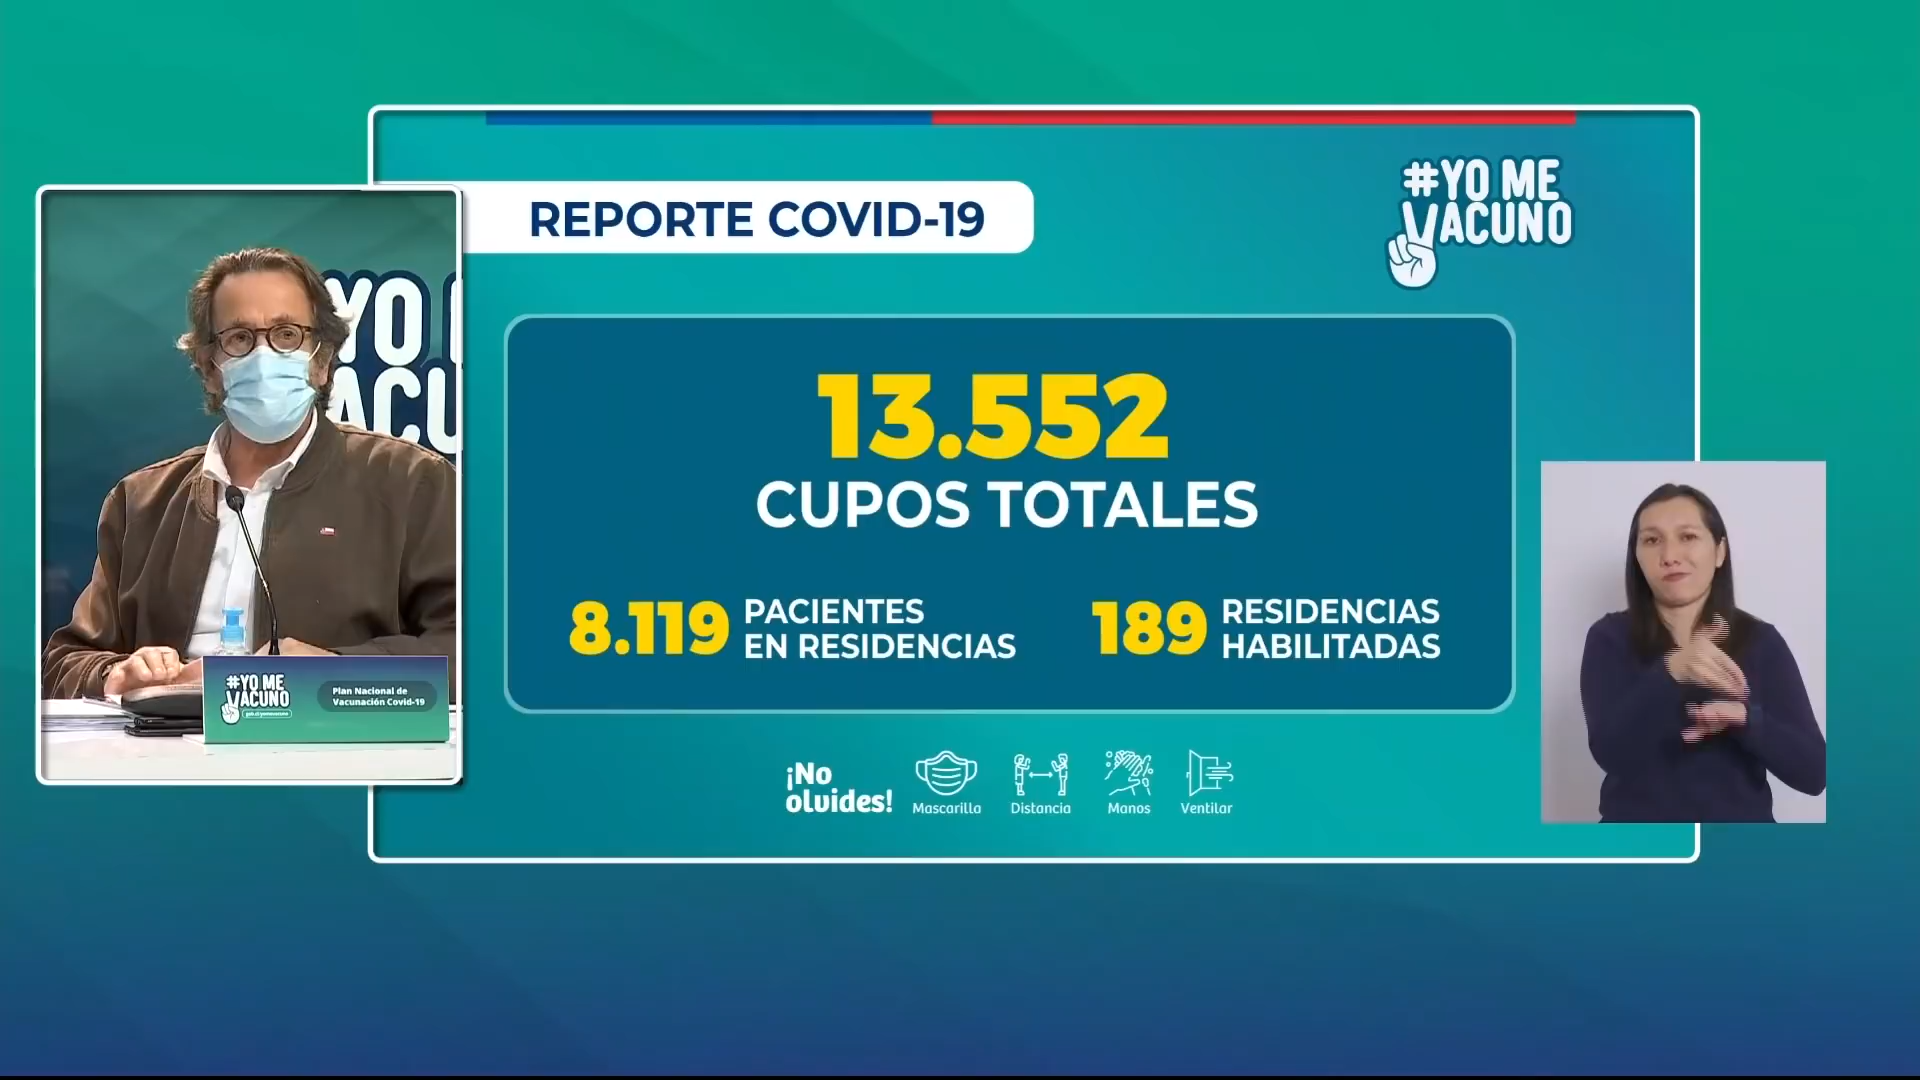 REPORTE COVID-19
#YO ME
VACUNO
13.552
CUPOS TOTALES
8.119 PACIENTES
EN RESIDENCIAS
189 RESIDENCIAS
HABILITADAS
¡No
olvides!
Mascarilla
Distancia
Manos
Ventilar
YO
ACU
#YO ME
VACUNO
Plan Nacional de
Vacunación Covid-19